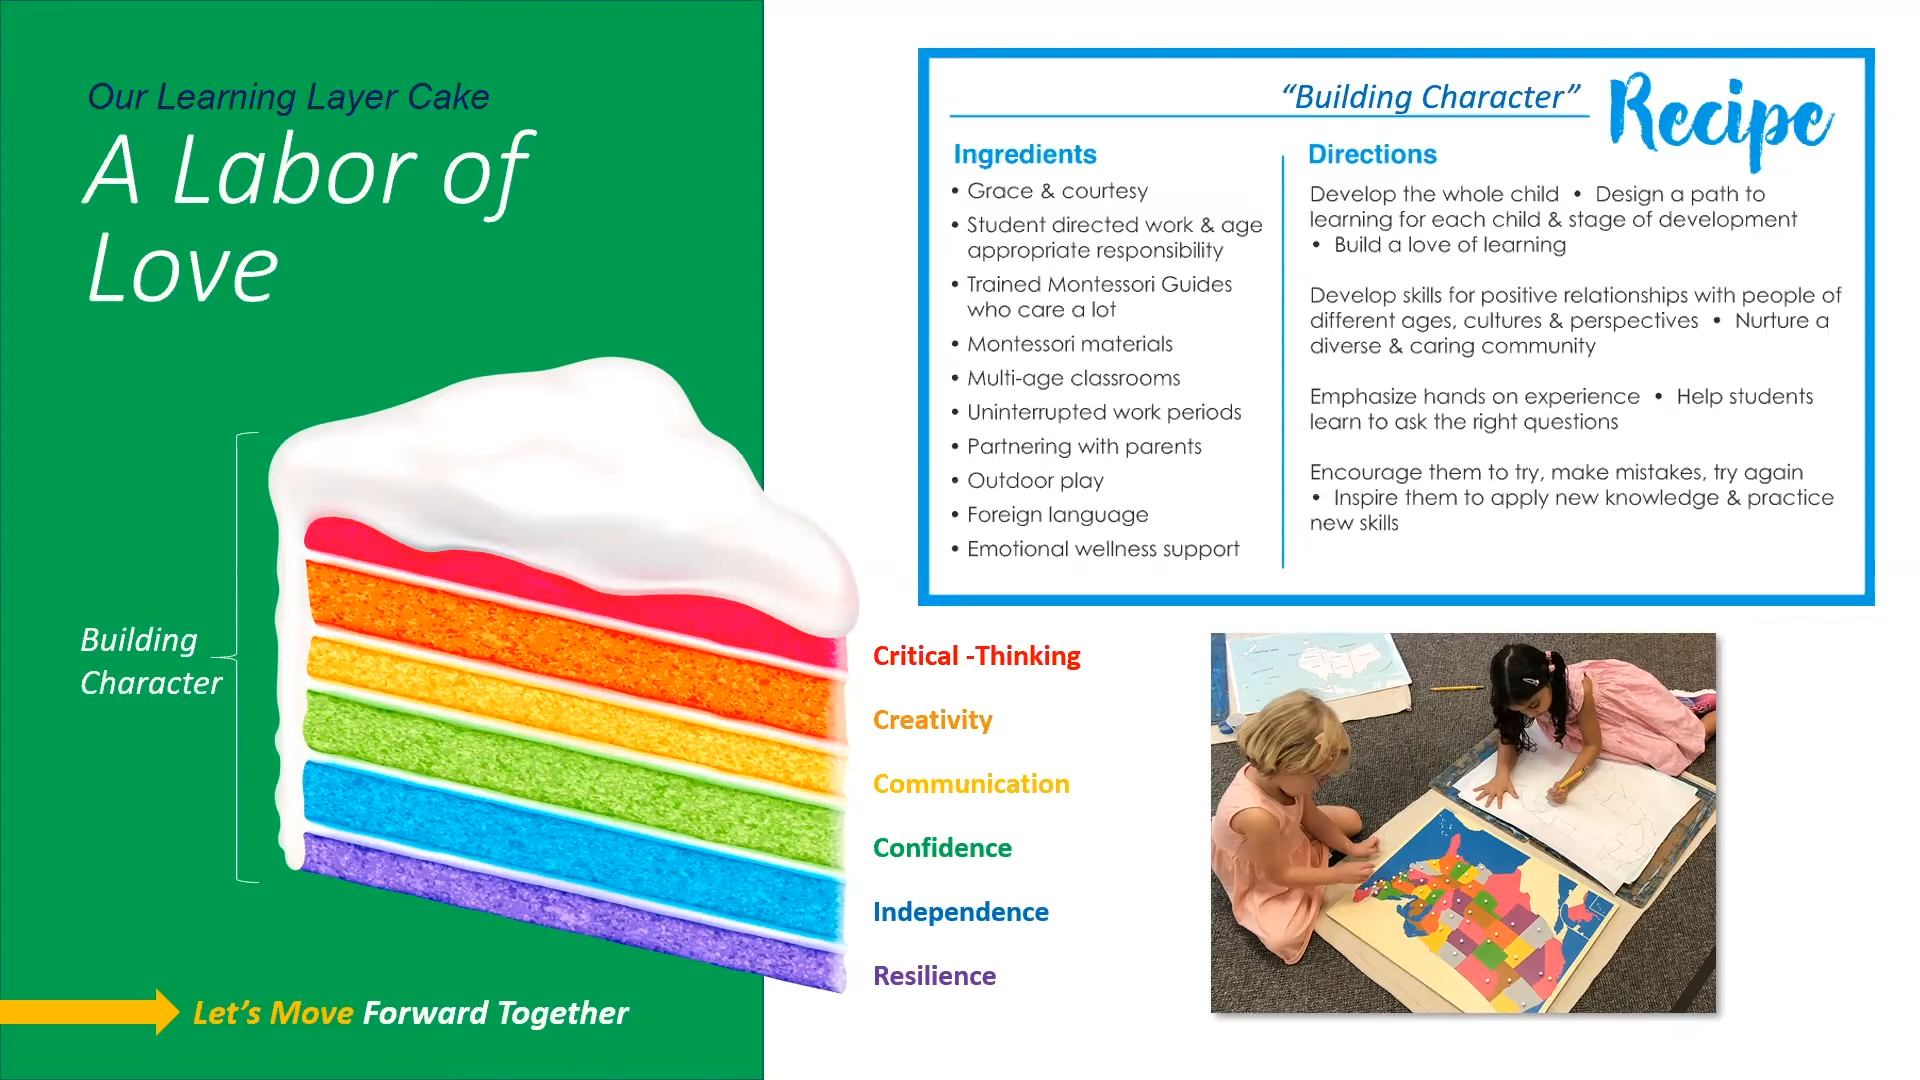 Our Learning Layer Cake
A Labor of
Love
Building
Character
Let's Move Forward Together
"Building Character" Recipe
Ingredients
• Grace & courtesy
• Student directed work & age
appropriate responsibility
• Trained Montessori Guides
who care a lot
• Montessori materials
• Multi-age classrooms
• Uninterrupted work periods
• Partnering with parents
• Outdoor play
• Foreign language
• Emotional wellness support
Directions
Develop the whole child • Design a path to
learning for each child & stage of development
• Build a love of learning
Develop skills for positive relationships with people of
different ages, cultures & perspectives • Nurture a
diverse & caring community
Emphasize hands on experience • Help students
learn to ask the right questions
Encourage them to try, make mistakes, try again
• Inspire them to apply new knowledge & practice
new skills
Critical -Thinking
Creativity
Communication
Confidence
Independence
Resilience